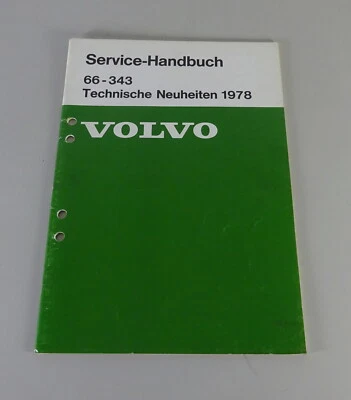 Service-Handbuch
66-343
Technische Neuheiten 1978
VOLVO